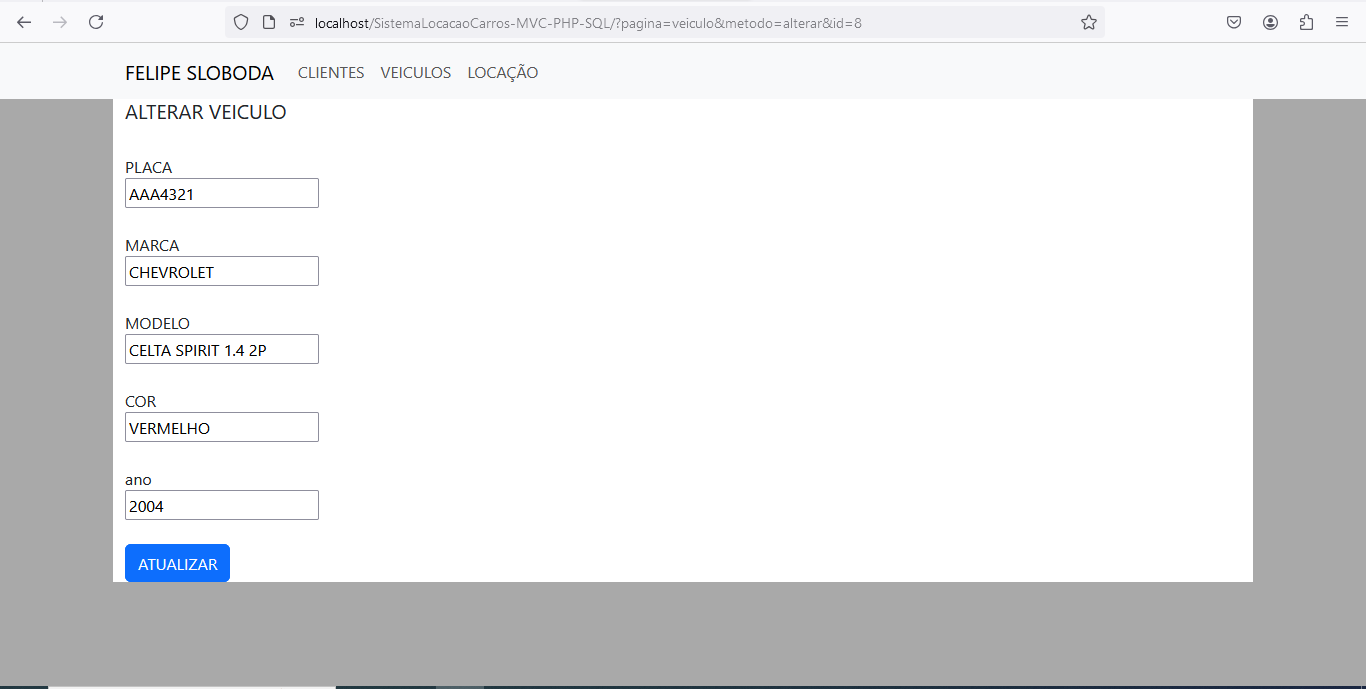 localhost/SistemaLocacaoCarros-MVC-PHP-SQL/?pagina=veiculo&metodo=alterar&id=8
FELIPE SLOBODA CLIENTES VEICULOS LOCAÇÃO
ALTERAR VEICULO
PLACA
AAA4321
MARCA
CHEVROLET
MODELO
CELTA SPIRIT 1.4 2P
COR
VERMELHO
ano
2004
ATUALIZAR